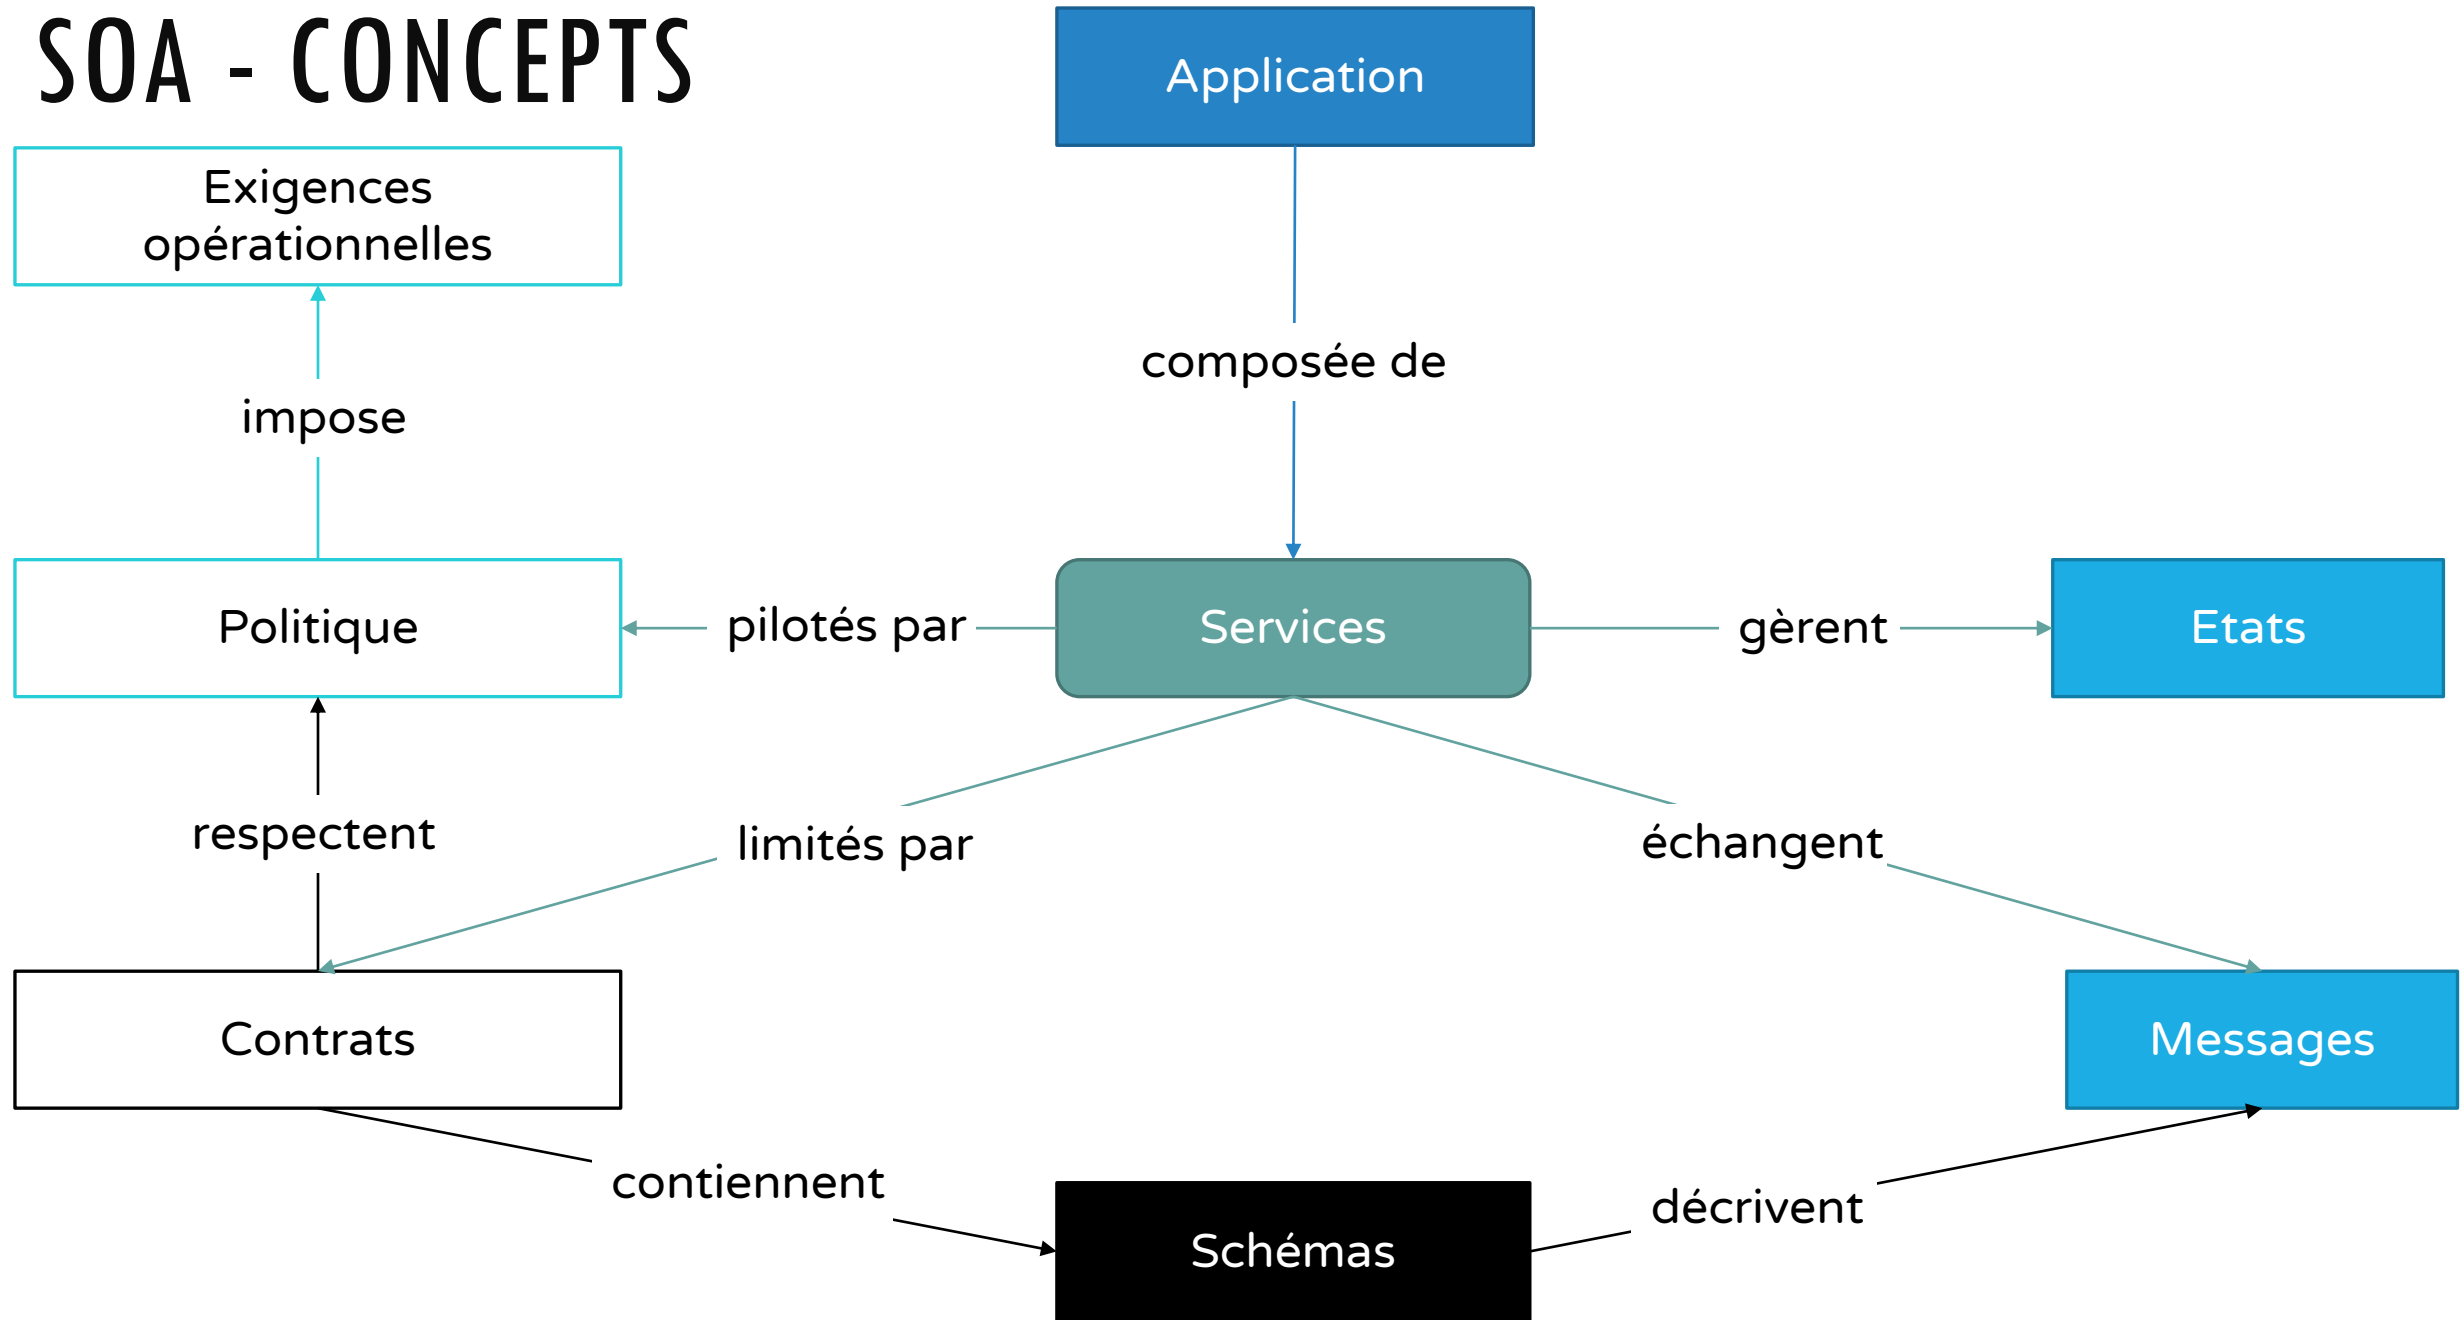 SOA - CONCEPTS
Application
Exigences
opérationnelles
composée de
impose
Politique
pilotés par
Services
gèrent
Etats
respectent
limités par
échangent
Contrats
Messages
contiennent
décrivent
Schémas